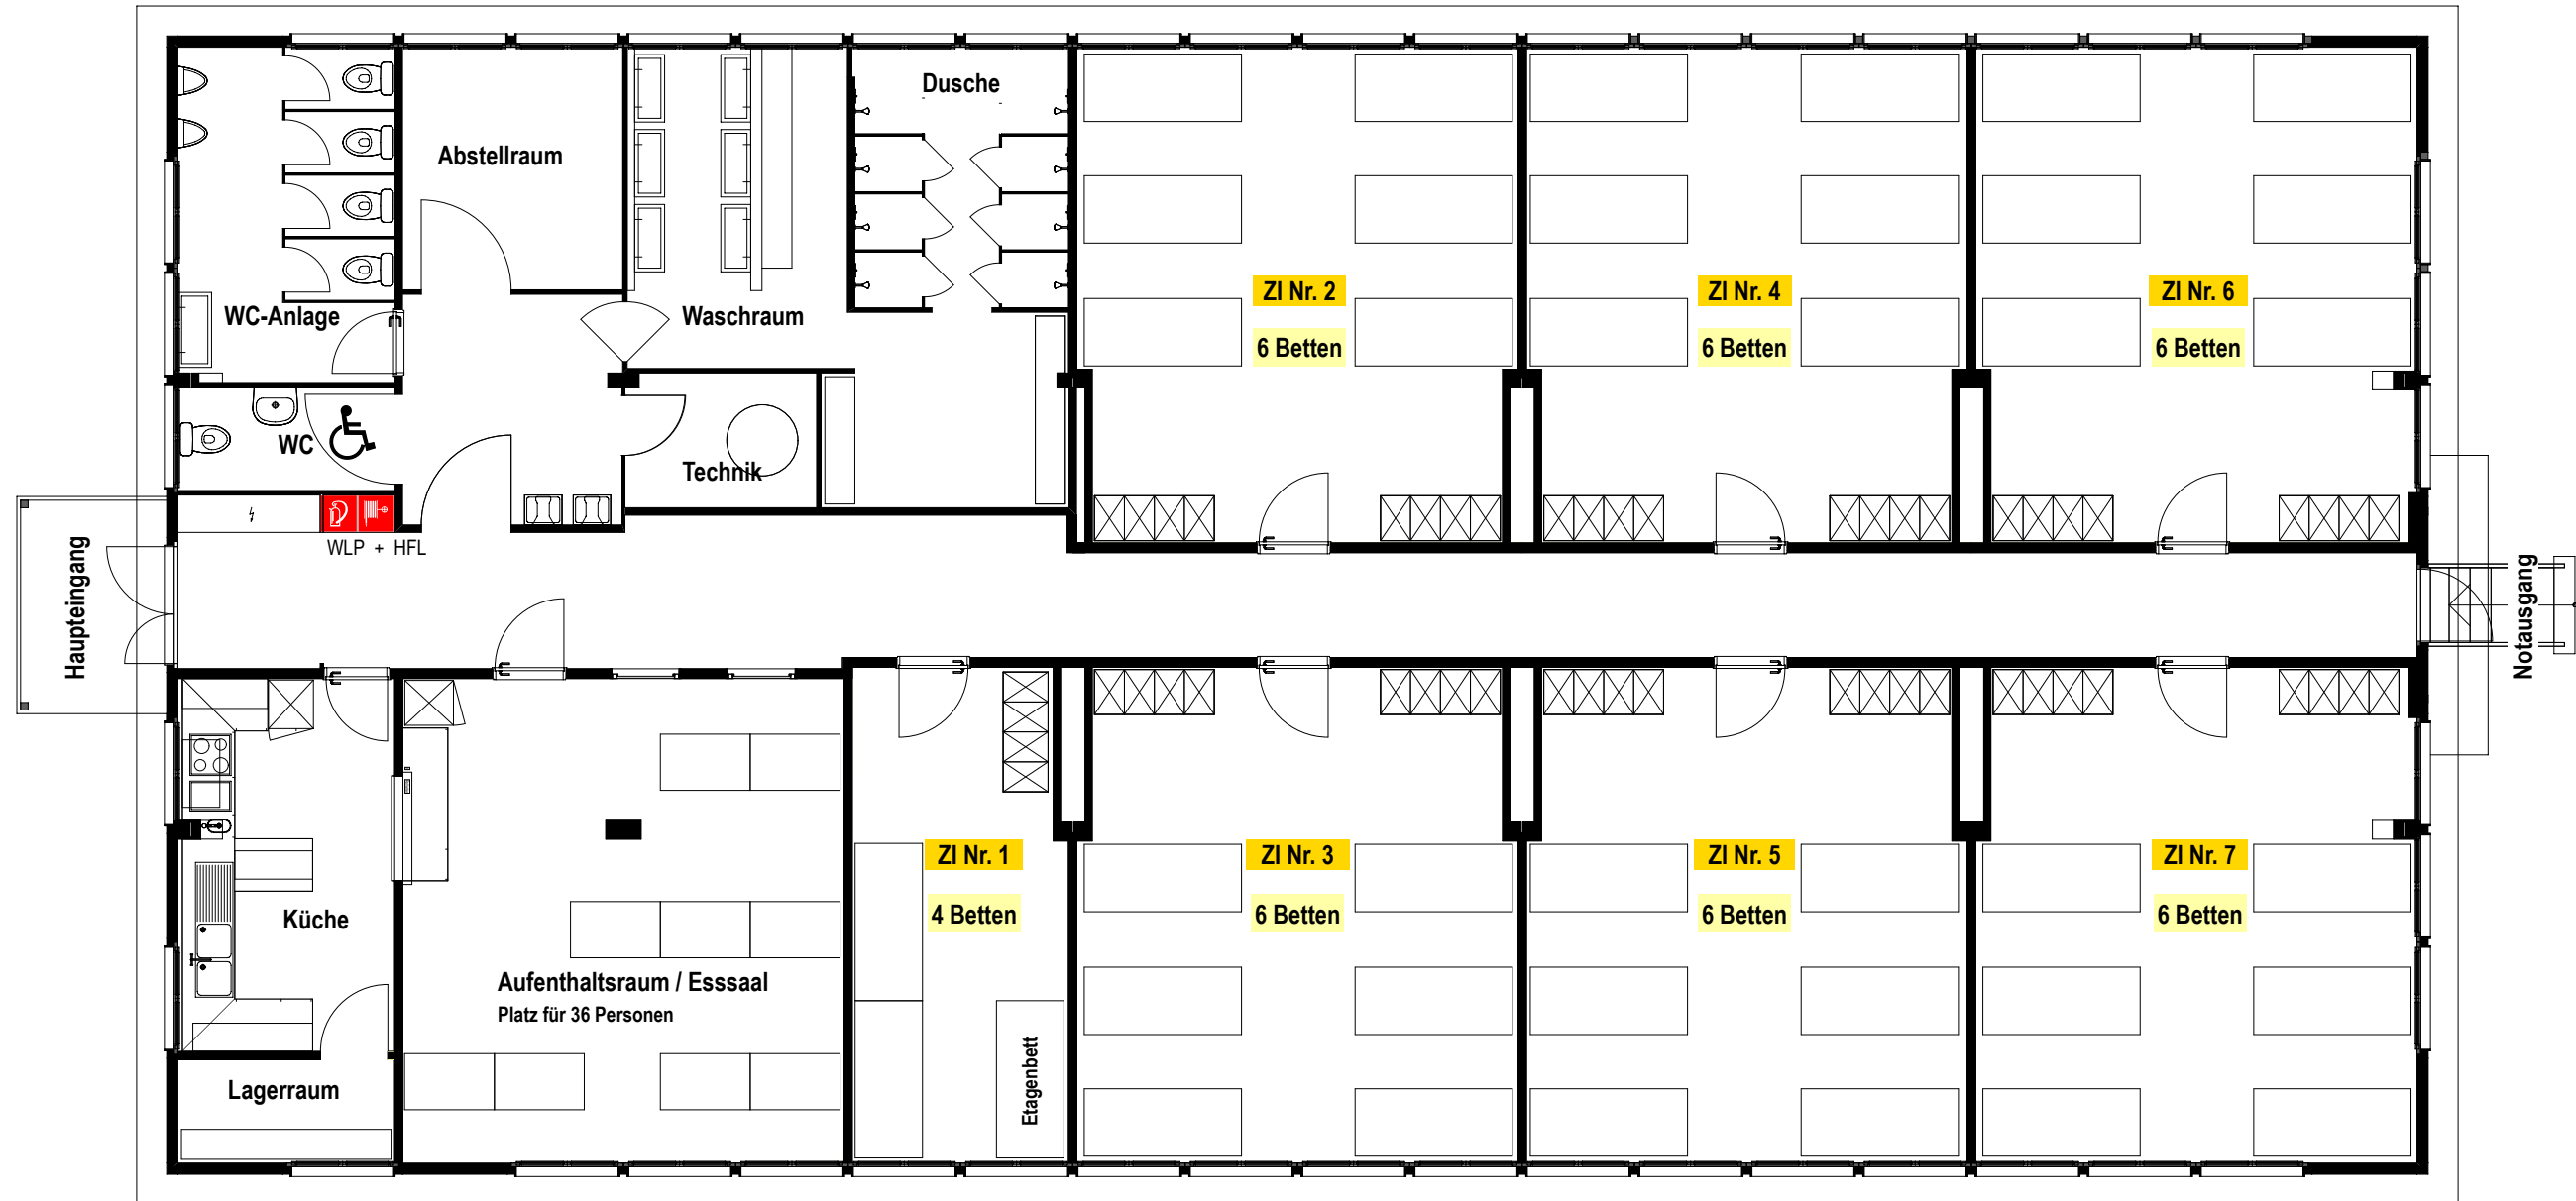 Dusche
Abstellraum
ZI Nr. 2
ZI Nr. 4
ZI Nr. 6
WC-Anlage
Waschraum
6 Betten
6 Betten
6 Betten
WC
Technik
WLP + HFL
Haupteingang
Notausgang
ZI Nr. 1
ZI Nr. 3
ZI Nr. 5
ZI Nr. 7
4 Betten
6 Betten
6 Betten
6 Betten
Küche
Aufenthaltsraum / Esssaal
Platz für 36 Personen
Etagenbett
Lagerraum